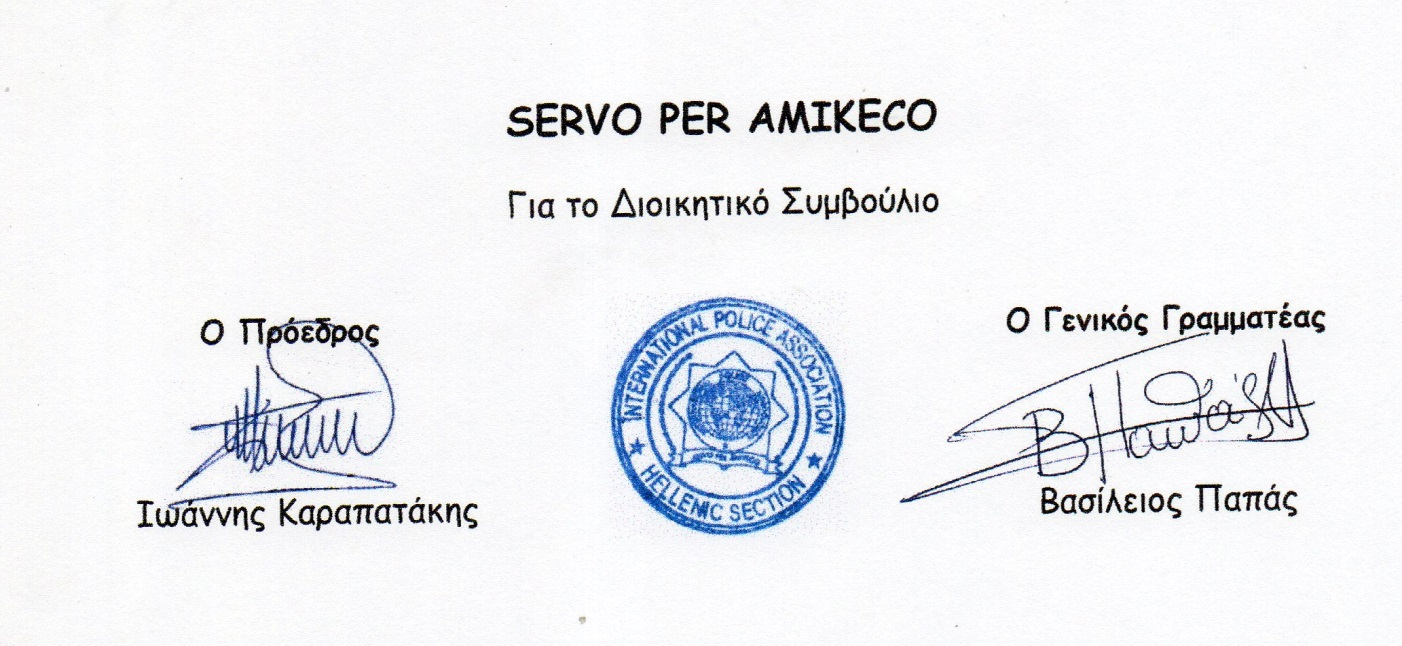 SERVO PER AMIKECO
Για το Διοικητικό Συμβούλιο
Ο Πρόεδρος
Ο Γενικός Γραμματέας
INTERNATIONAL POLICE ASSOCIATION
HELLENIC SECTION
Β Παπάς
Ιωάννης Καραπατάκης
Βασίλειος Παπάς